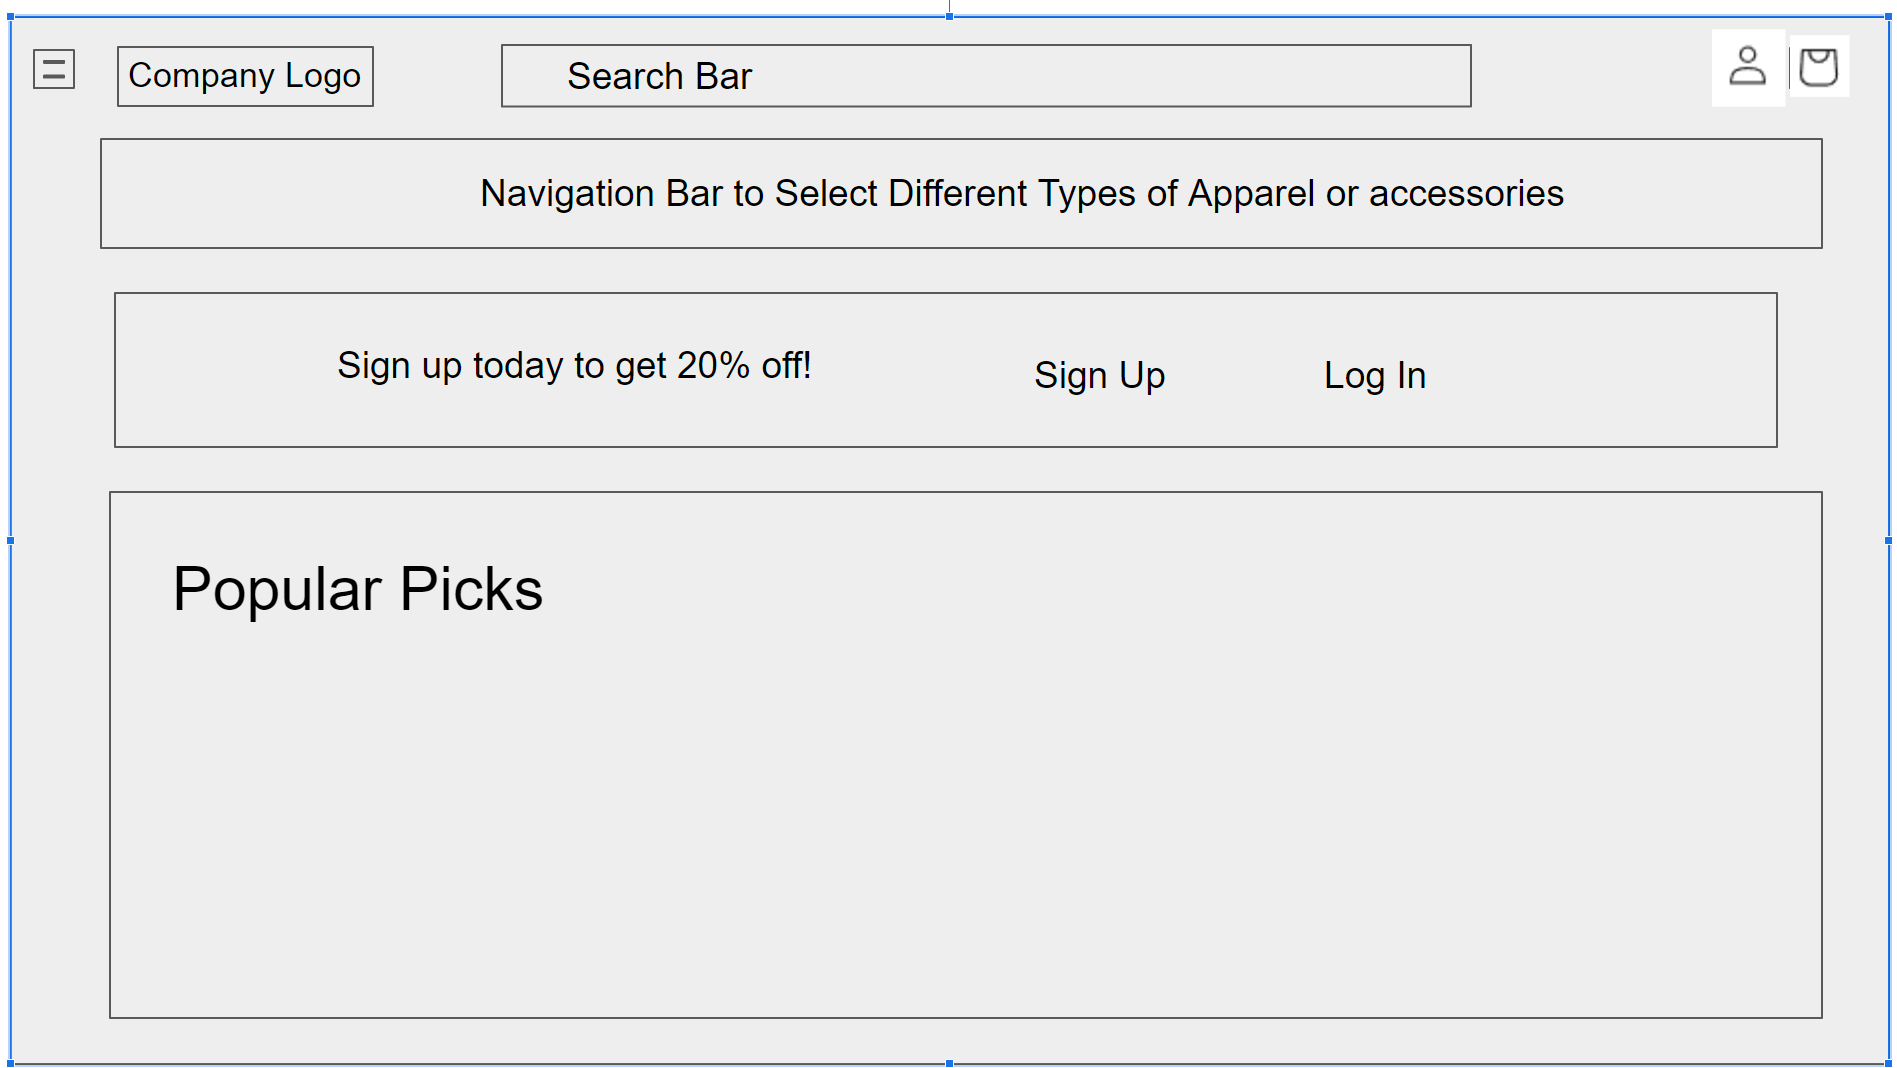 Company Logo
Search Bar
Navigation Bar to Select Different Types of Apparel or accessories
Sign up today to get 20% off!
Sign Up
Log In
Popular Picks